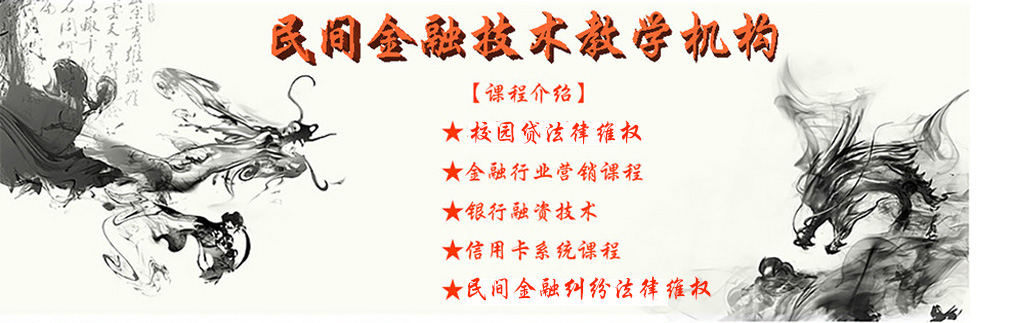 民间金融技术教学机构
【课程介绍】
★校园贷法律维权
★金融行业营销课程
★银行融资技术
★信用卡系统课程
★民间金融纠纷法律维权